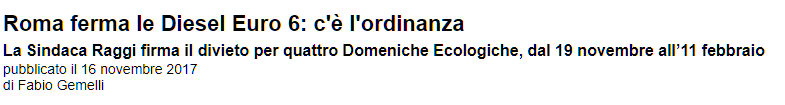 Roma ferma le Diesel Euro 6: c'è l'ordinanza
La Sindaca Raggi firma il divieto per quattro Domeniche Ecologiche, dal 19 novembre all’11 febbraio
pubblicato il 16 novembre 2017
di Fabio Gemelli